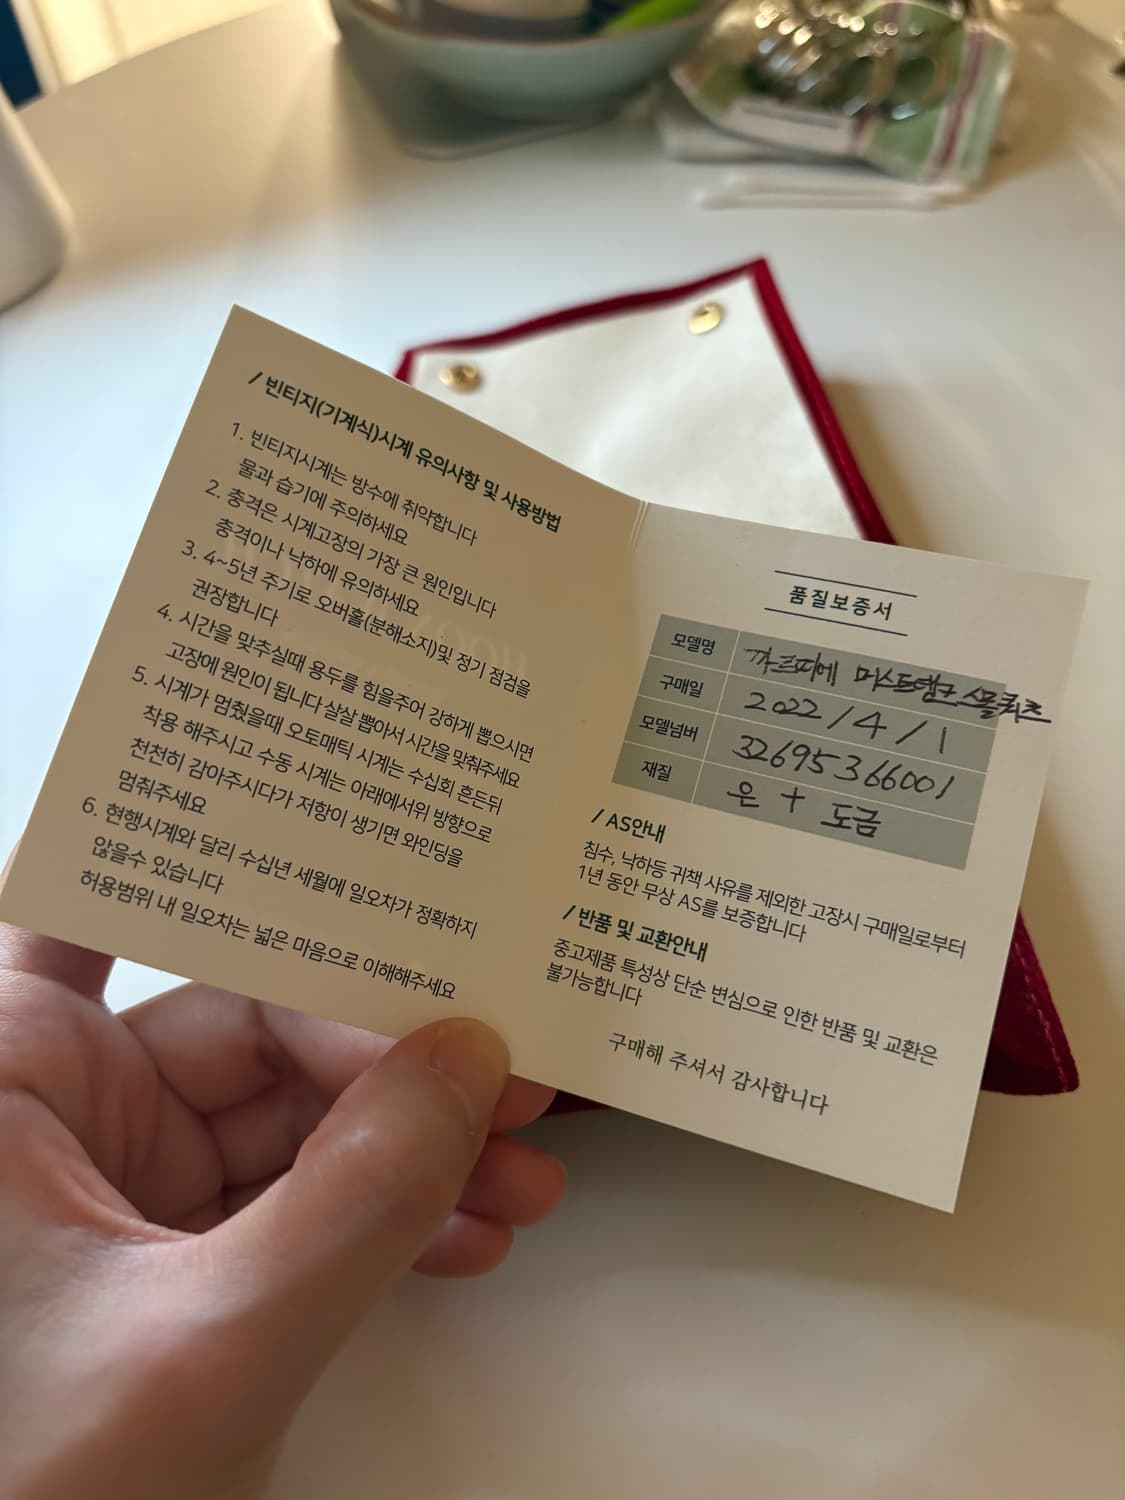 / 빈티지(기계식)시계 유의사항 및 사용방법
1. 빈티지시계는 방수에 취약합니다
물과 습기에 주의하세요
2. 충격은 시계고장의 가장 큰 원인입니다
충격이나 낙하에 유의하세요
3. 4~5년 주기로 오버홀(분해소지)및 정기 점검을
권장합니다
4. 시간을 맞추실때 용두를 힘을주어 강하게 뽑으시면
고장에 원인이 됩니다 살살 뽑아서 시간을 맞춰주세요
5. 시계가 멈췄을때 오토매틱 시계는 수십회 흔든뒤
착용 해주시고 수동 시계는 아래에서위 방향으로
천천히 감아주시다가 저항이 생기면 와인딩을
멈춰주세요
6. 현행시계와 달리 수십년 세월에 일오차가 정확하지
않을수 있습니다
허용범위 내 일오차는 넓은 마음으로 이해해주세요
품질보증서
모델명 까르띠에 머스트탱크 스몰 쿼츠
구매일 2022/4/1
모델넘버 32695366001
재질 은 + 도금
/ AS안내
침수, 낙하등 귀책 사유를 제외한 고장시 구매일로부터
1년 동안 무상 AS를 보증합니다
/ 반품 및 교환안내
중고제품 특성상 단순 변심으로 인한 반품 및 교환은
불가능합니다
구매해 주셔서 감사합니다